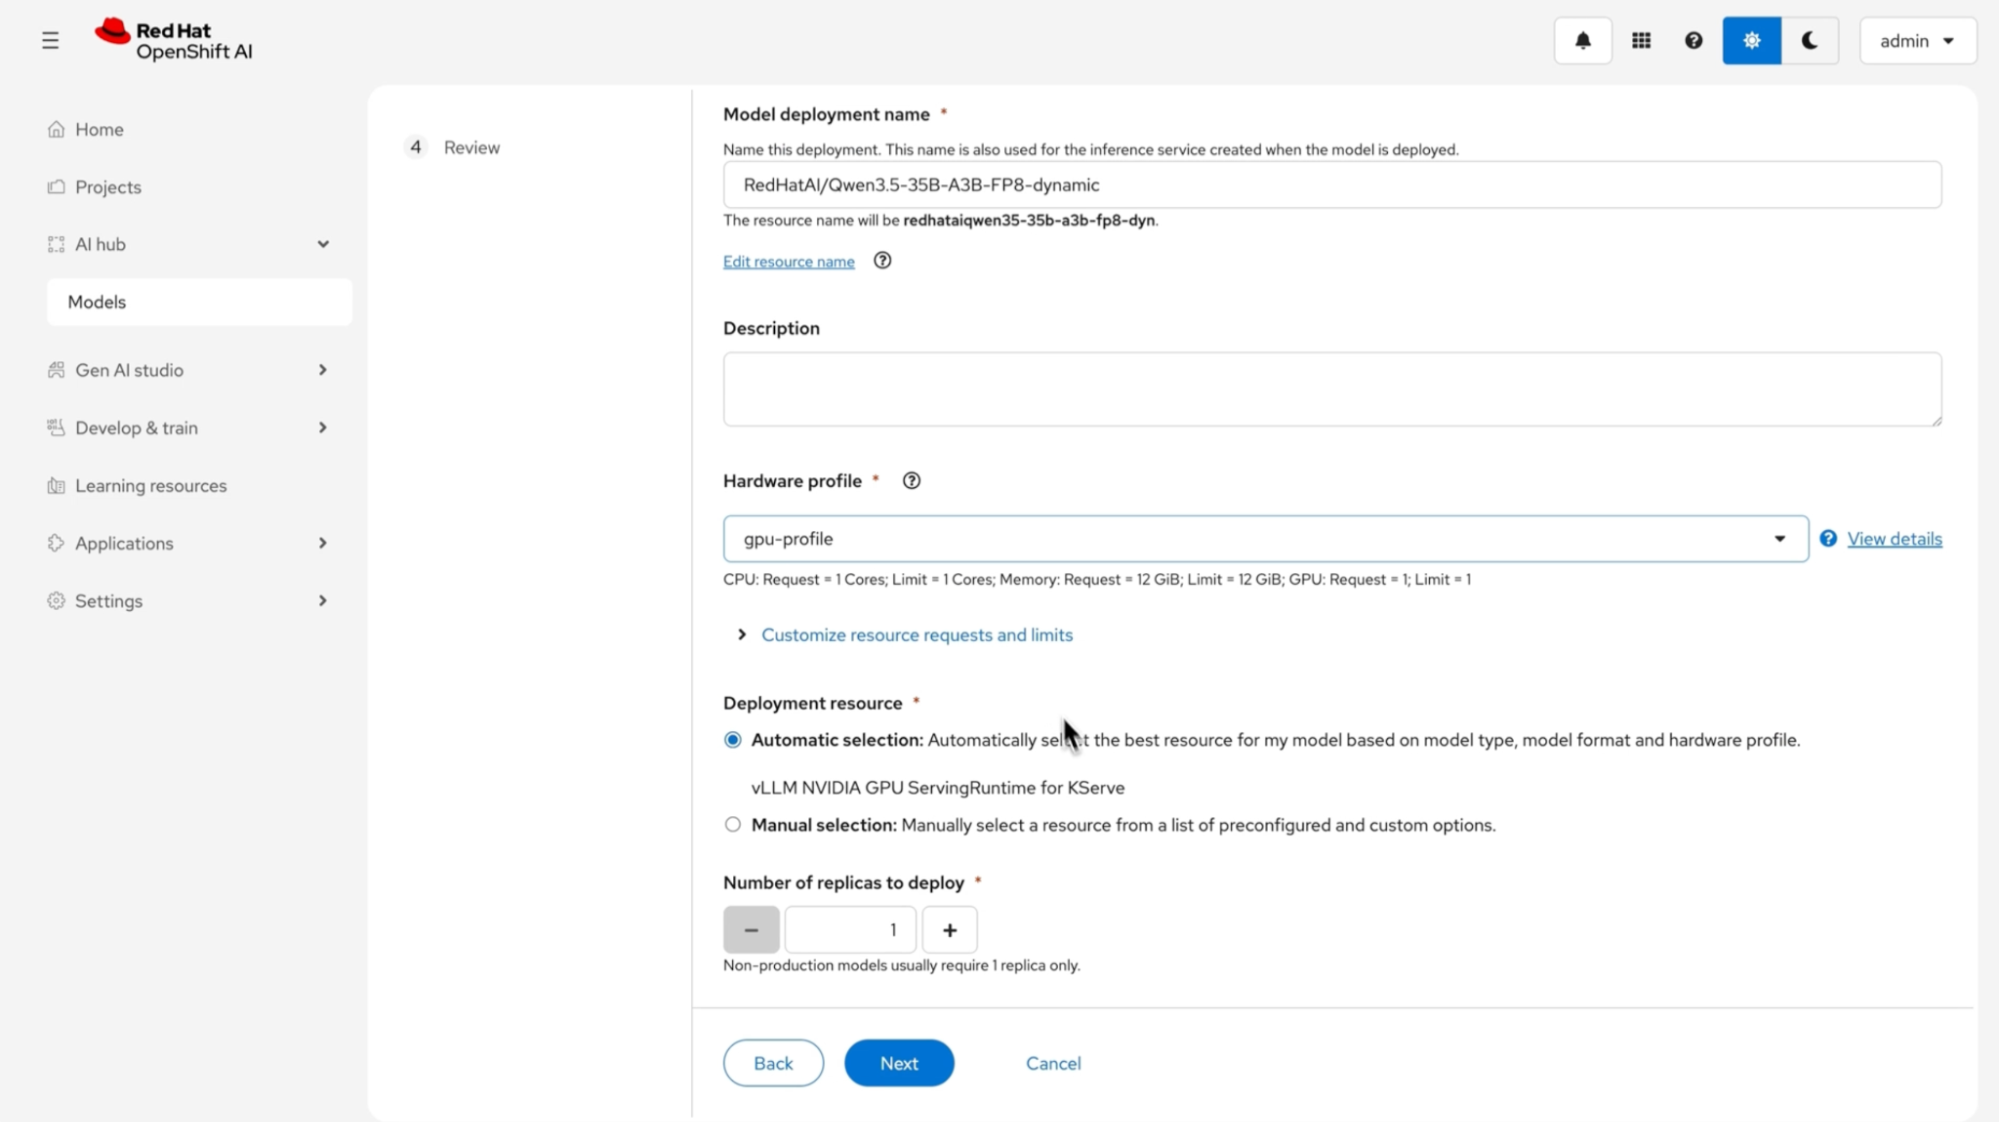 Red Hat
OpenShift AI
admin
Home
Projects
AI hub
Models
Gen AI studio
Develop & train
Learning resources
Applications
Settings
4 Review
Model deployment name *
Name this deployment. This name is also used for the inference service created when the model is deployed.
RedHatAI/Qwen3.5-35B-A3B-FP8-dynamic
The resource name will be redhataiqwen35-35b-a3b-fp8-dyn.
Edit resource name
Description
Hardware profile *
gpu-profile
View details
CPU: Request = 1 Cores; Limit = 1 Cores; Memory: Request = 12 GiB; Limit = 12 GiB; GPU: Request = 1; Limit = 1
Customize resource requests and limits
Deployment resource *
Automatic selection: Automatically select the best resource for my model based on model type, model format and hardware profile.
vLLM NVIDIA GPU ServingRuntime for KServe
Manual selection: Manually select a resource from a list of preconfigured and custom options.
Number of replicas to deploy *
1
Non-production models usually require 1 replica only.
Back
Next
Cancel